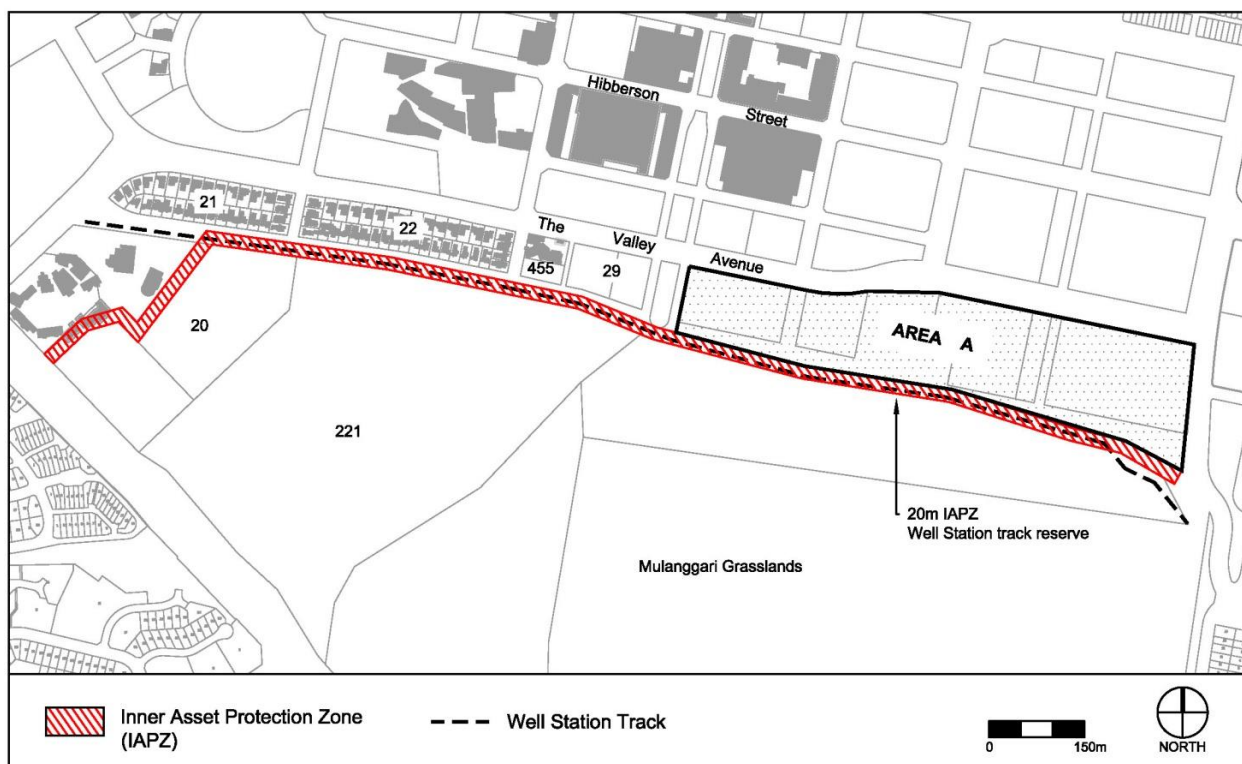 Hibberson
Street
21
22
The
Valley
Avenue
455
29
20
AREA A
221
20m IAPZ
Well Station track reserve
Mulanggari Grasslands
Inner Asset Protection Zone
(IAPZ)
Well Station Track
0 150m
NORTH